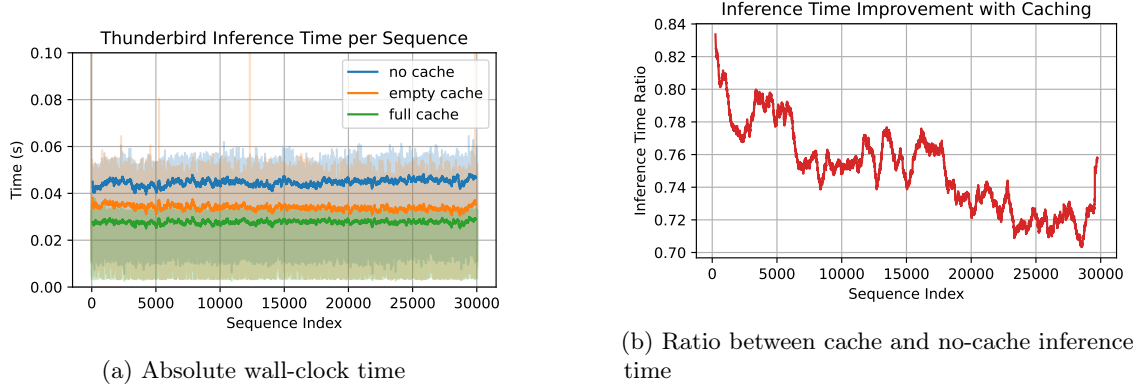 Thunderbird Inference Time per Sequence
0.10
0.08
0.06
0.04
0.02
0.00
Time (s)
no cache
empty cache
full cache
0 5000 10000 15000 20000 25000 30000
Sequence Index
(a) Absolute wall-clock time
Inference Time Improvement with Caching
0.84
0.82
0.80
0.78
0.76
0.74
0.72
0.70
Inference Time Ratio
0 5000 10000 15000 20000 25000 30000
Sequence Index
(b) Ratio between cache and no-cache inference
time